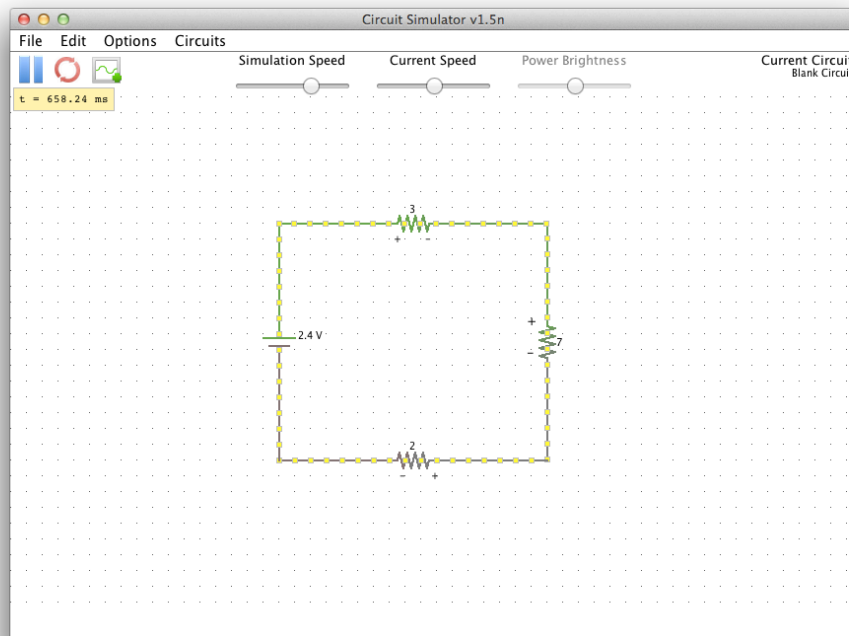 Circuit Simulator v1.5n
File Edit Options Circuits
Simulation Speed Current Speed Power Brightness Current Circui
Blank Circui
t = 658.24 ms
3
+ -
2.4 V
+
7
-
2
- +